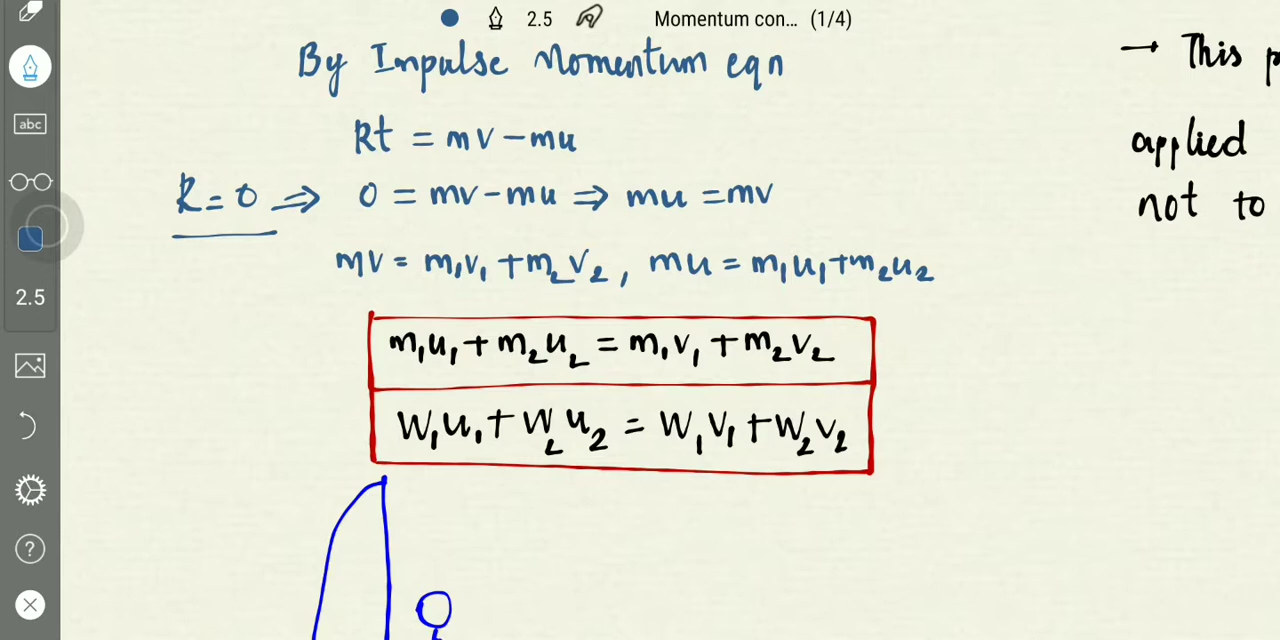 2.5 Momentum con... (1/4)
By Impulse Momentum eqn
Rt = mv - mu
R = 0 ⇒ 0 = mv - mu ⇒ mu = mv
mv = m₁v₁ + m₂v₂, mu = m₁u₁ + m₂u₂
m₁u₁ + m₂u₂ = m₁v₁ + m₂v₂
W₁u₁ + W₂u₂ = W₁v₁ + W₂v₂
→ This p
applied
not to
abc
2.5
?